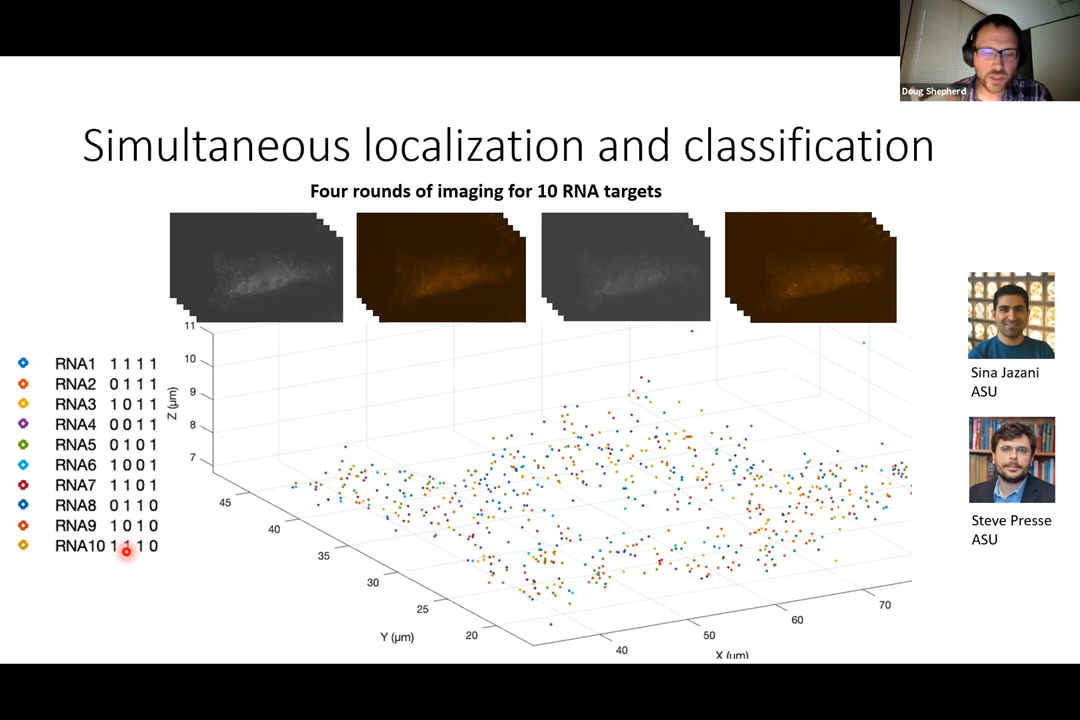 Doug Shepherd
Simultaneous localization and classification
Four rounds of imaging for 10 RNA targets
RNA1 1 1 1 1
RNA2 0 1 1 1
RNA3 1 0 1 1
RNA4 0 0 1 1
RNA5 0 1 0 1
RNA6 1 0 0 1
RNA7 1 1 0 1
RNA8 0 1 1 0
RNA9 1 0 1 0
RNA10 1 1 1 0
Z (μm)
11
10
9
8
7
45
40
35
30
25
20
Y (μm)
40
50
60
70
X (μm)
Sina Jazani
ASU
Steve Presse
ASU